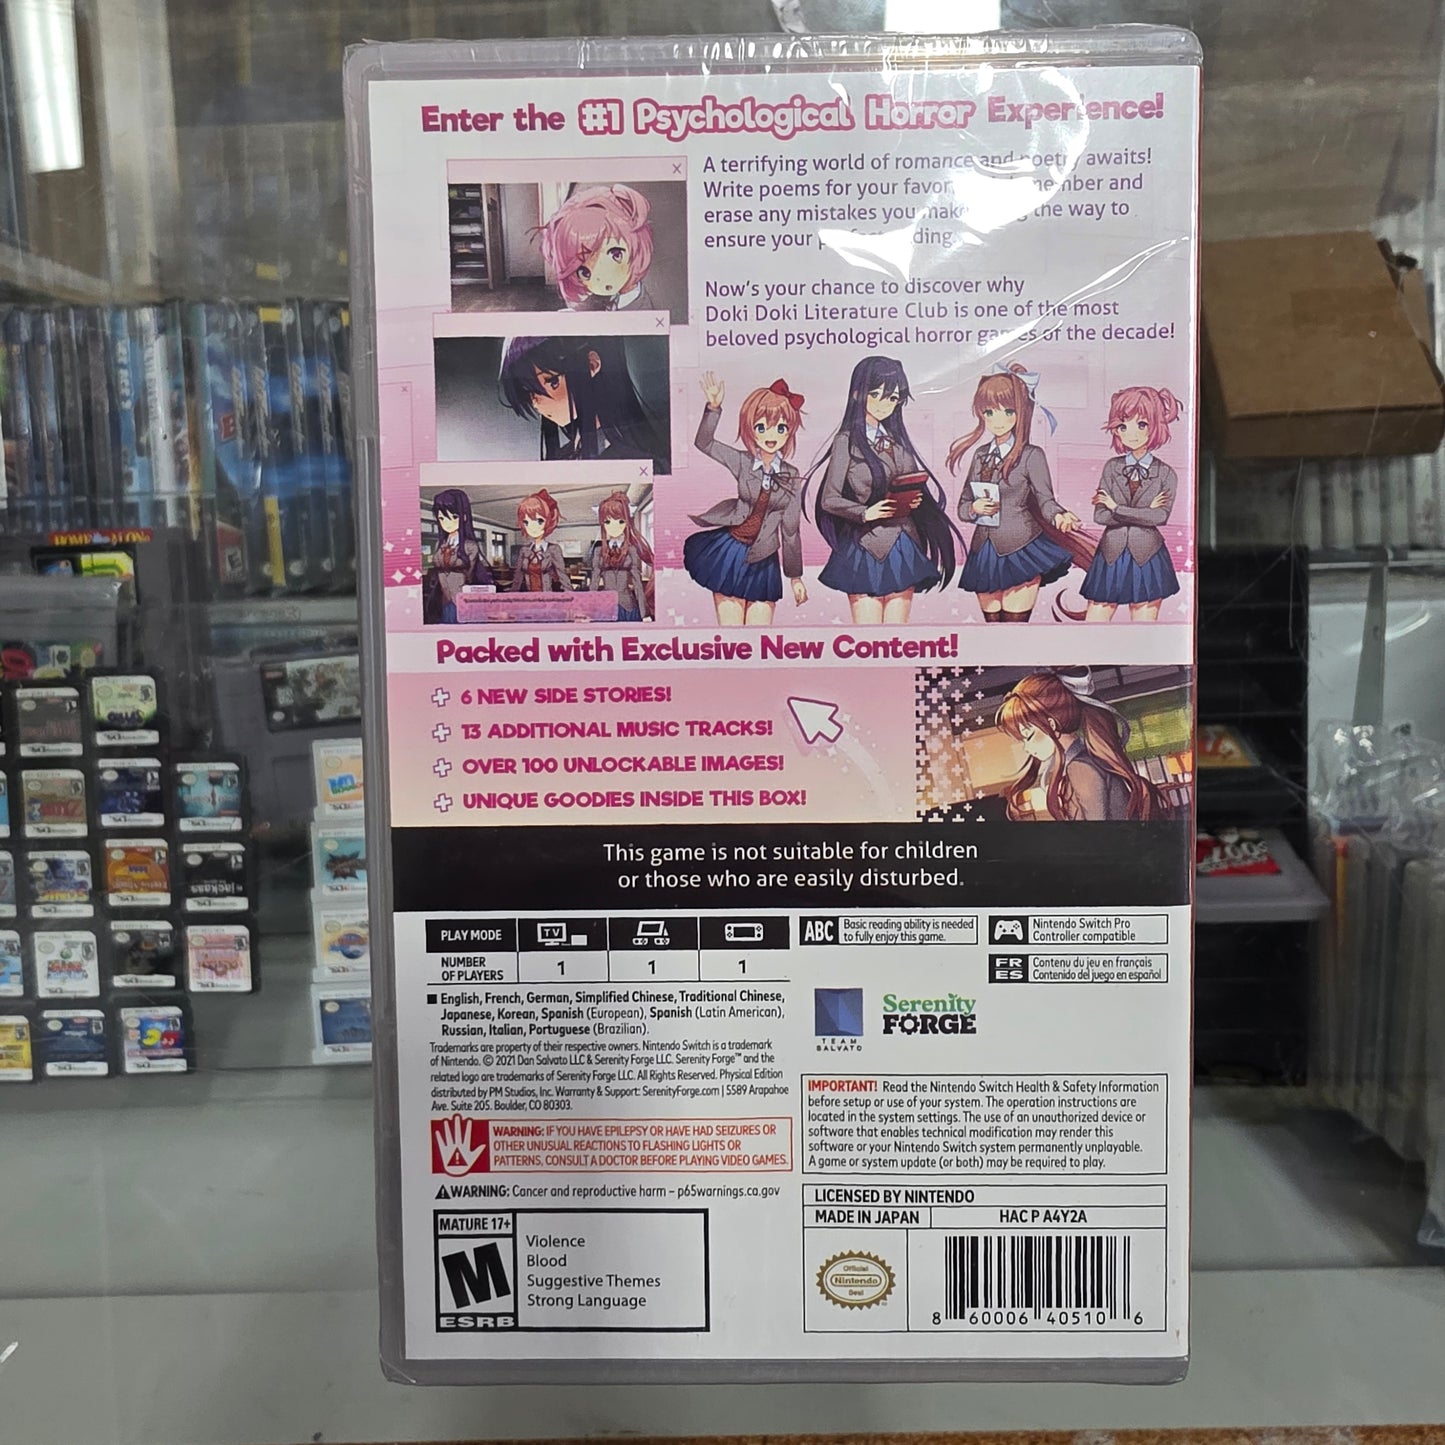 Enter the #1 Psychological Horror Experience!
A terrifying world of romance and poetry awaits!
Write poems for your and
erase any mistakes you the way to
ensure your
Now's your chance to discover why
Doki Doki Literature Club is one of the most
beloved psychological horror games of the decade!
Packed with Exclusive New Content!
6 NEW SIDE STORIES!
13 ADDITIONAL MUSIC TRACKS!
OVER 100 UNLOCKABLE IMAGES!
UNIQUE GOODIES INSIDE THIS BOX!
This game is not suitable for children
or those who are easily disturbed.
PLAY MODE
TV
NUMBER
OF PLAYERS
1 1 1
ABC
Basic reading ability is needed
to fully enjoy this game.
Nintendo Switch Pro
Controller compatible
FR
ES
Contenu du jeu en français
Contenido del juego en español
English, French, German, Simplified Chinese, Traditional Chinese,
Japanese, Korean, Spanish (European), Spanish (Latin American),
Russian, Italian, Portuguese (Brazilian).
Trademarks are property of their respective owners. Nintendo Switch is a trademark
of Nintendo. © 2021 Dan Salvato LLC & Serenity Forge LLC. Serenity Forge™ and the
related logo are trademarks of Serenity Forge LLC. All Rights Reserved. Physical Edition
distributed by PM Studios, Inc. Warranty & Support: SerenityForge.com | 5589 Arapahoe
Ave. Suite 205. Boulder, CO 80303.
TEAM
SALVATO
Serenity
FORGE
WARNING: IF YOU HAVE EPILEPSY OR HAVE HAD SEIZURES OR
OTHER UNUSUAL REACTIONS TO FLASHING LIGHTS OR
PATTERNS, CONSULT A DOCTOR BEFORE PLAYING VIDEO GAMES.
WARNING: Cancer and reproductive harm – p65warnings.ca.gov
IMPORTANT! Read the Nintendo Switch Health & Safety Information
before setup or use of your system. The operation instructions are
located in the system settings. The use of an unauthorized device or
software that enables technical modification may render this
software or your Nintendo Switch system permanently unplayable.
A game or system update (or both) may be required to play.
MATURE 17+
M
ESRB
Violence
Blood
Suggestive Themes
Strong Language
LICENSED BY NINTENDO
MADE IN JAPAN HAC P A4Y2A
Official
Nintendo
Seal
8 60006 40510 6